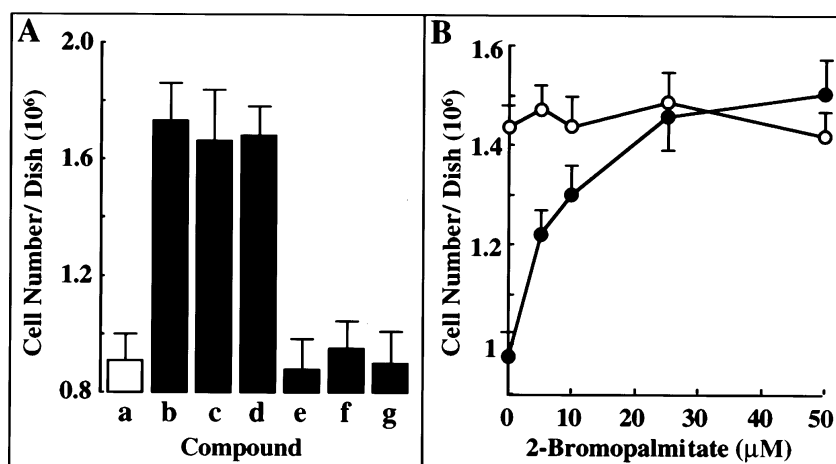 A
Cell Number/ Dish (10⁶)
2.0
1.6
1.2
0.8
a b c d e f g
Compound
B
Cell Number/ Dish (10⁶)
1.6
1.4
1.2
1
0 10 20 30 40 50
2-Bromopalmitate (μM)